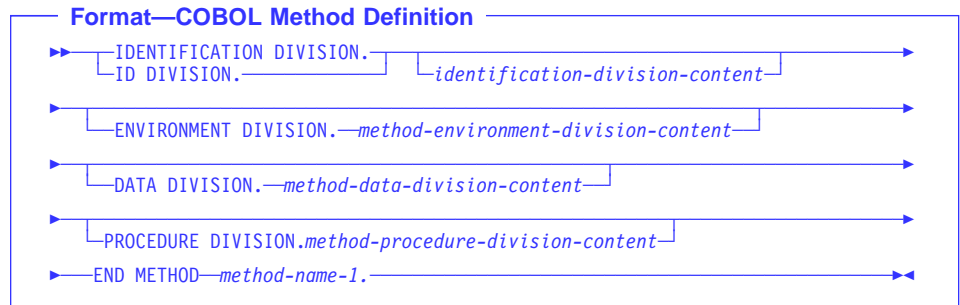 Format—COBOL Method Definition
IDENTIFICATION DIVISION.
ID DIVISION. identification-division-content
ENVIRONMENT DIVISION. method-environment-division-content
DATA DIVISION. method-data-division-content
PROCEDURE DIVISION.method-procedure-division-content
END METHOD method-name-1.